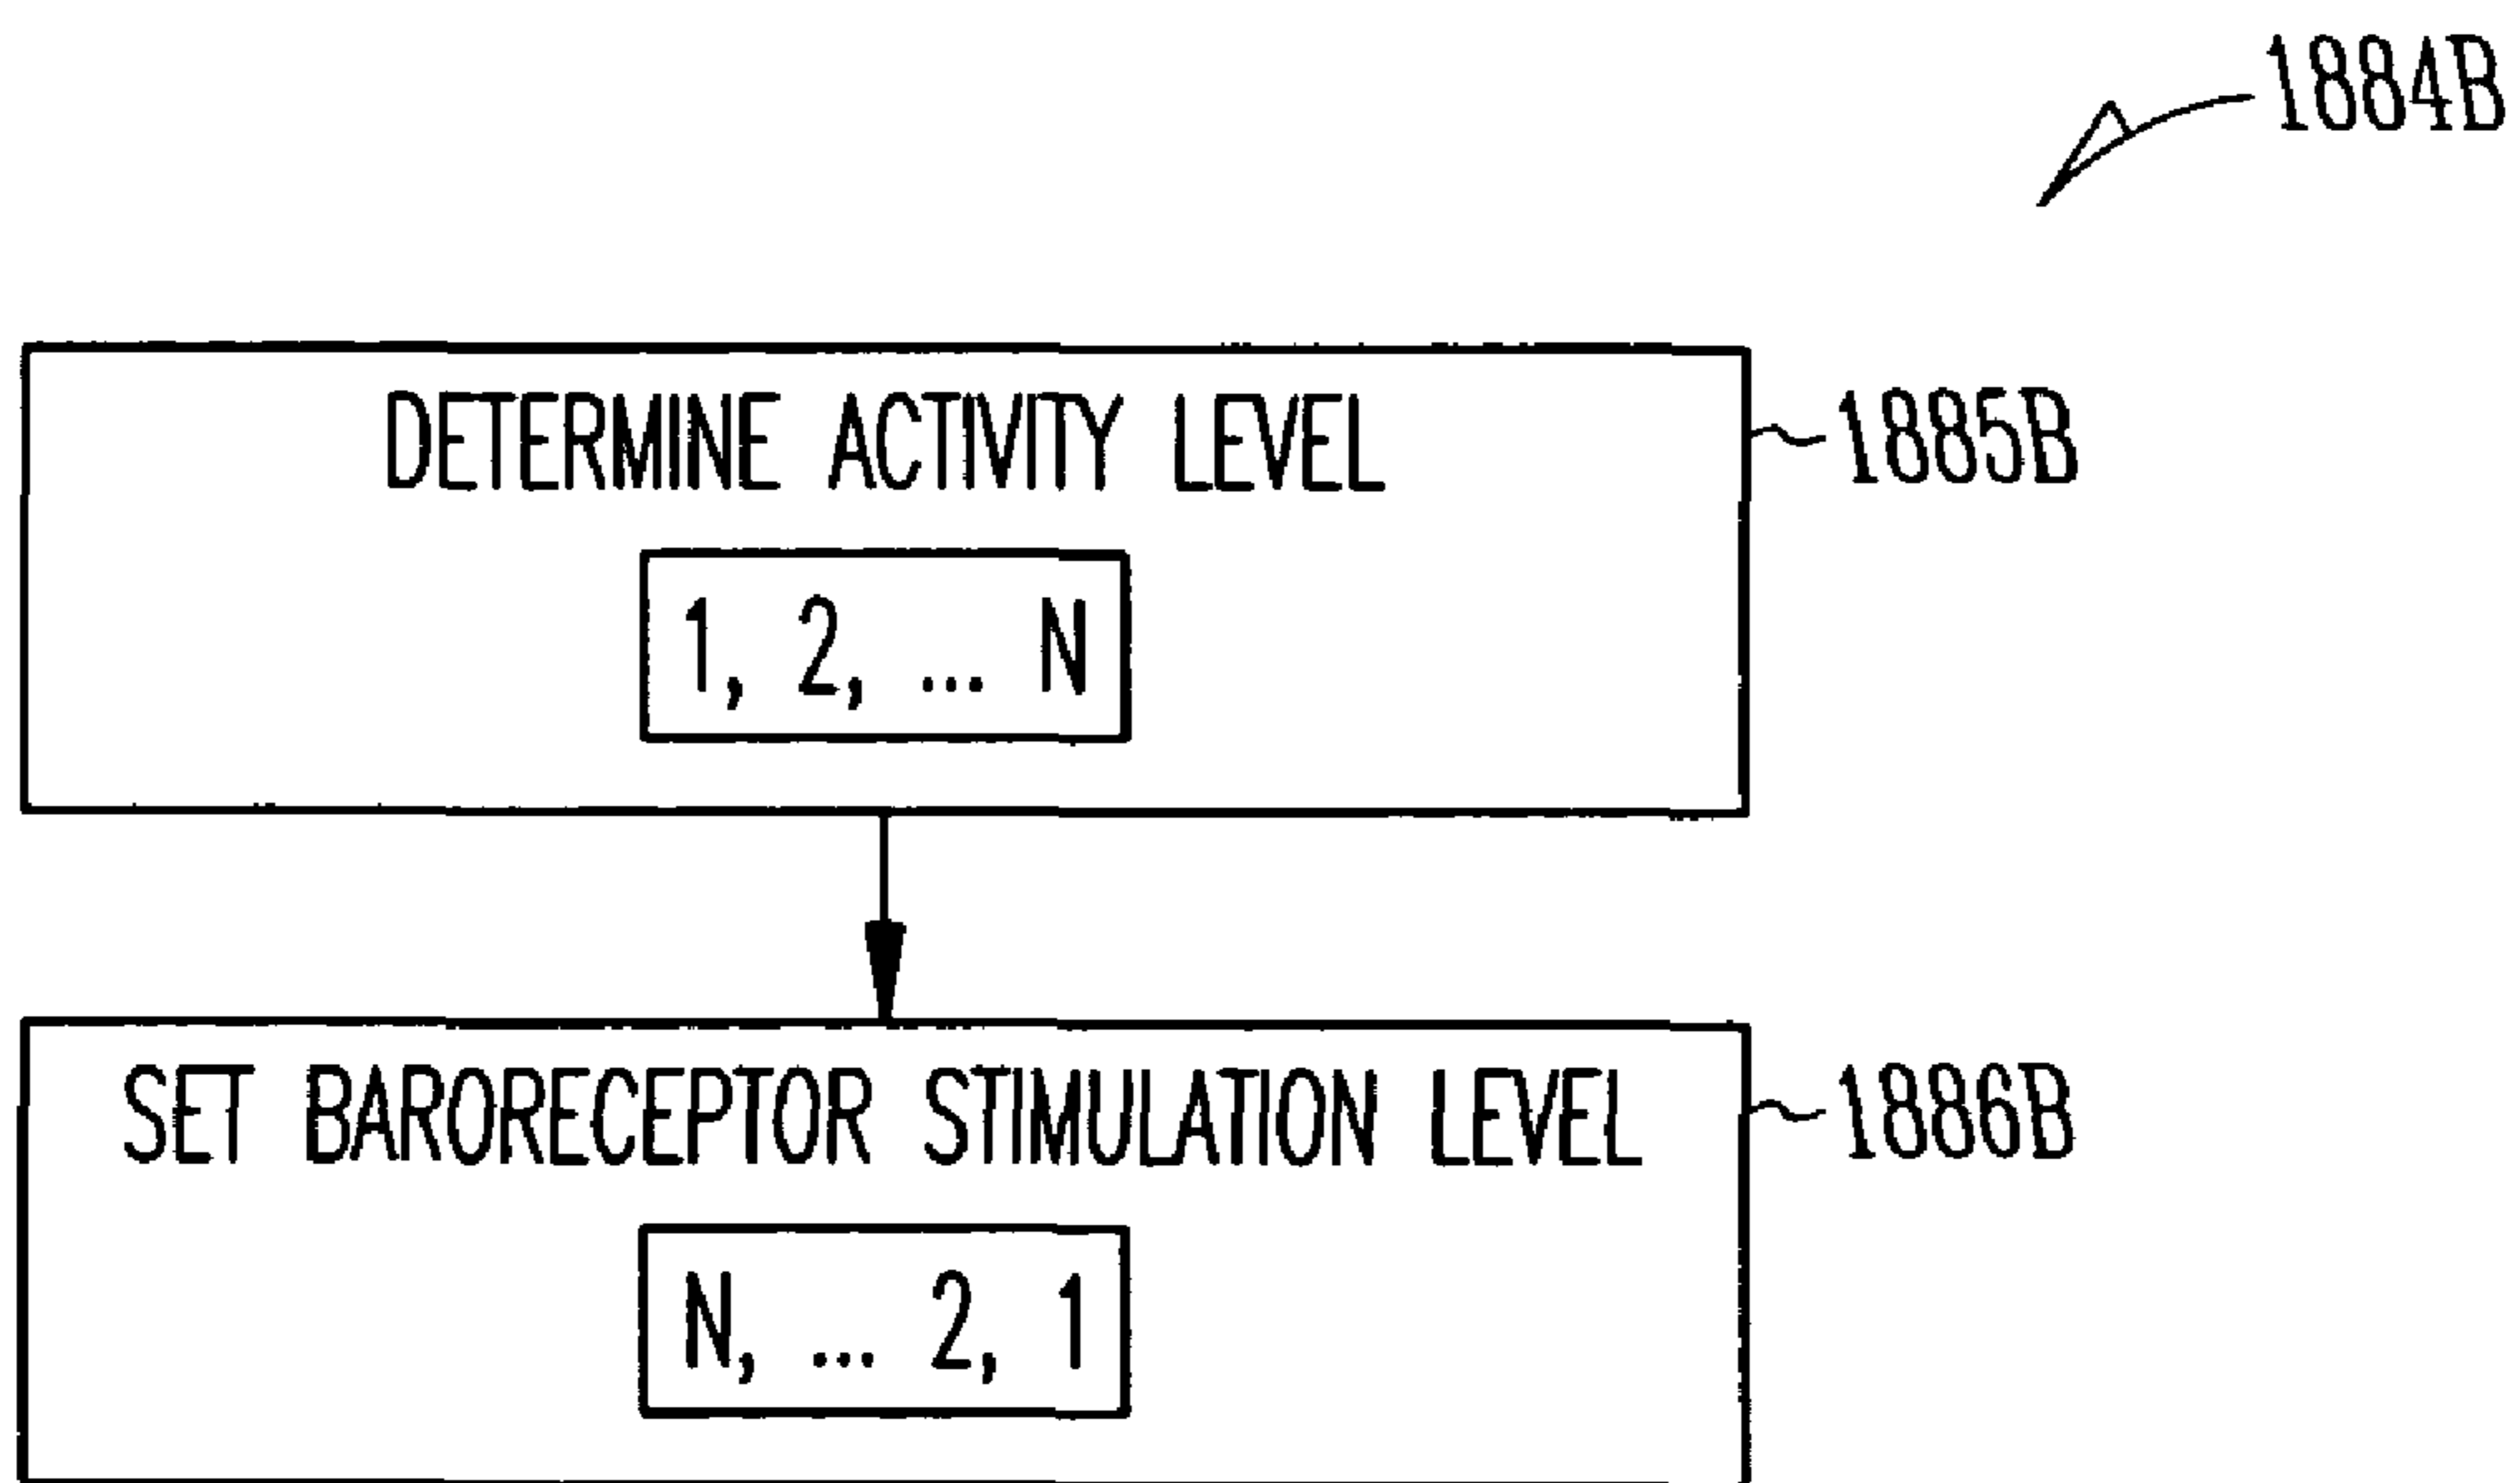 1884B
DETERMINE ACTIVITY LEVEL
1885B
1, 2, ... N
SET BARORECEPTOR STIMULATION LEVEL
1886B
N, ... 2, 1